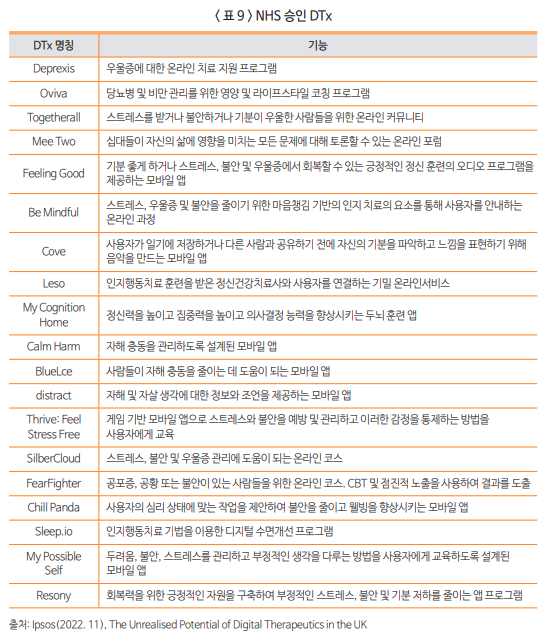 〈 표 9 〉 NHS 승인 DTx
DTx 명칭 기능
Deprexis 우울증에 대한 온라인 치료 지원 프로그램
Oviva 당뇨병 및 비만 관리를 위한 영양 및 라이프스타일 코칭 프로그램
Togetherall 스트레스를 받거나 불안하거나 기분이 우울한 사람들을 위한 온라인 커뮤니티
Mee Two 십대들이 자신의 삶에 영향을 미치는 모든 문제에 대해 토론할 수 있는 온라인 포럼
Feeling Good 기분 좋게 하거나 스트레스, 불안 및 우울증에서 회복할 수 있는 긍정적인 정신 훈련의 오디오 프로그램을
제공하는 모바일 앱
Be Mindful 스트레스, 우울증 및 불안을 줄이기 위한 마음챙김 기반의 인지 치료의 요소를 통해 사용자를 안내하는
온라인 과정
Cove 사용자가 일기에 저장하거나 다른 사람과 공유하기 전에 자신의 기분을 파악하고 느낌을 표현하기 위해
음악을 만드는 모바일 앱
Leso 인지행동치료 훈련을 받은 정신건강치료사와 사용자를 연결하는 기밀 온라인서비스
My Cognition
Home 정신력을 높이고 집중력을 높이고 의사결정 능력을 향상시키는 두뇌 훈련 앱
Calm Harm 자해 충동을 관리하도록 설계된 모바일 앱
BlueLce 사람들이 자해 충동을 줄이는 데 도움이 되는 모바일 앱
distract 자해 및 자살 생각에 대한 정보와 조언을 제공하는 모바일 앱
Thrive: Feel
Stress Free 게임 기반 모바일 앱으로 스트레스와 불안을 예방 및 관리하고 이러한 감정을 통제하는 방법을
사용자에게 교육
SilberCloud 스트레스, 불안 및 우울증 관리에 도움이 되는 온라인 코스
FearFighter 공포증, 공황 또는 불안이 있는 사람들을 위한 온라인 코스. CBT 및 점진적 노출을 사용하여 결과를 도출
Chill Panda 사용자의 심리 상태에 맞는 작업을 제안하여 불안을 줄이고 웰빙을 향상시키는 모바일 앱
Sleep.io 인지행동치료 기법을 이용한 디지털 수면개선 프로그램
My Possible
Self 두려움, 불안, 스트레스를 관리하고 부정적인 생각을 다루는 방법을 사용자에게 교육하도록 설계된
모바일 앱
Resony 회복력을 위한 긍정적인 자원을 구축하여 부정적인 스트레스, 불안 및 기분 저하를 줄이는 앱 프로그램
출처: Ipsos(2022. 11), The Unrealised Potential of Digital Therapeutics in the UK